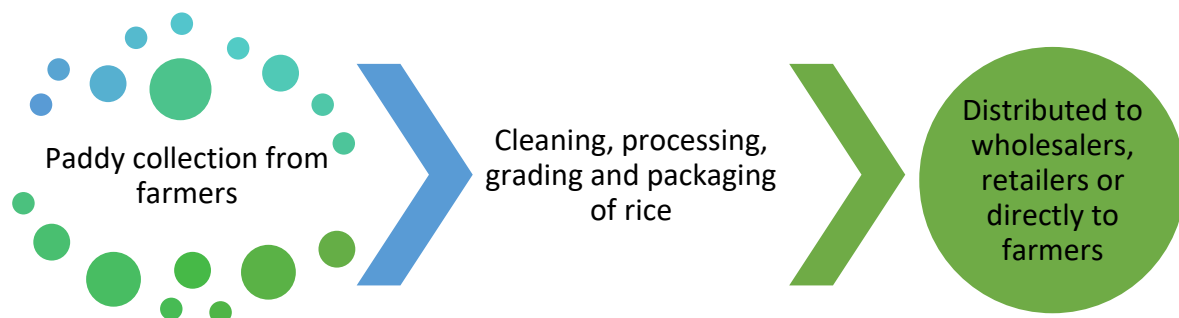 Paddy collection from
farmers
Cleaning, processing,
grading and packaging
of rice
Distributed to
wholesalers,
retailers or
directly to
farmers